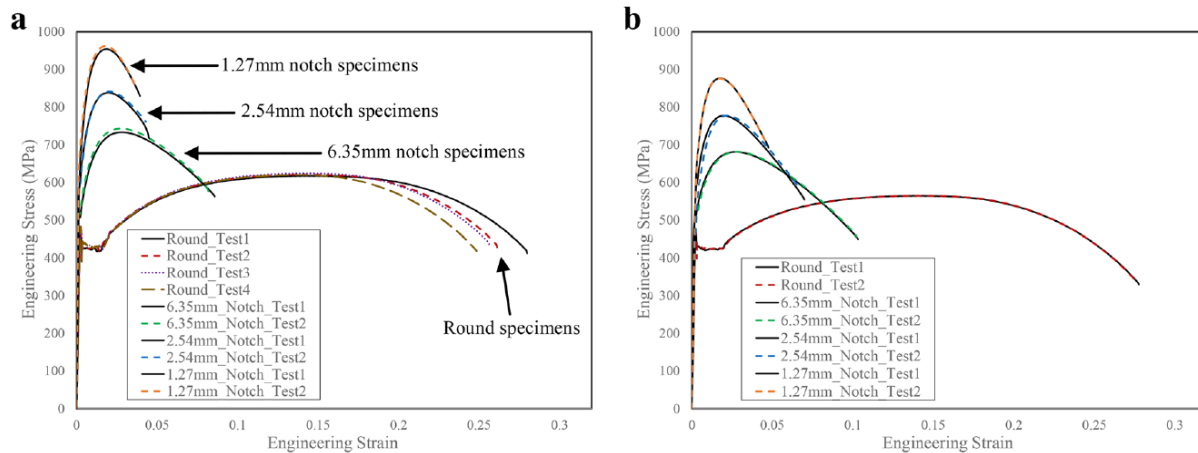 a
1000
900
800
700
600
500
400
300
200
100
0
Engineering Stress (MPa)
1.27mm notch specimens
2.54mm notch specimens
6.35mm notch specimens
Round specimens
Round_Test1
Round_Test2
Round_Test3
Round_Test4
6.35mm_Notch_Test1
6.35mm_Notch_Test2
2.54mm_Notch_Test1
2.54mm_Notch_Test2
1.27mm_Notch_Test1
1.27mm_Notch_Test2
0 0.05 0.1 0.15 0.2 0.25 0.3
Engineering Strain
b
1000
900
800
700
600
500
400
300
200
100
0
Engineering Stress (MPa)
Round_Test1
Round_Test2
6.35mm_Notch_Test1
6.35mm_Notch_Test2
2.54mm_Notch_Test1
2.54mm_Notch_Test2
1.27mm_Notch_Test1
1.27mm_Notch_Test2
0 0.05 0.1 0.15 0.2 0.25 0.3
Engineering Strain